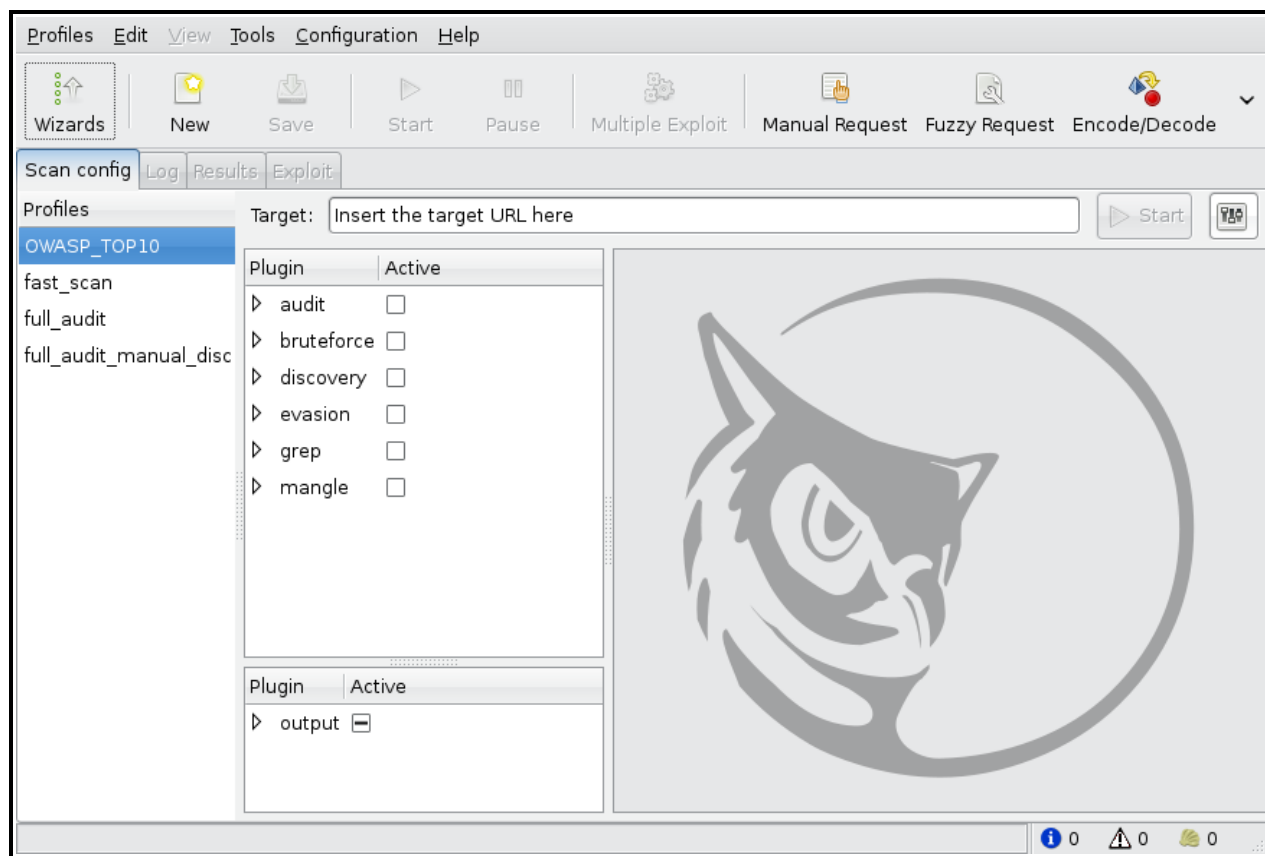 Profiles Edit View Tools Configuration Help
Wizards New Save Start Pause Multiple Exploit Manual Request Fuzzy Request Encode/Decode
Scan config Log Results Exploit
Profiles
OWASP_TOP10
fast_scan
full_audit
full_audit_manual_disc
Target: Insert the target URL here Start
Plugin Active
audit
bruteforce
discovery
evasion
grep
mangle
Plugin Active
output
0 0 0